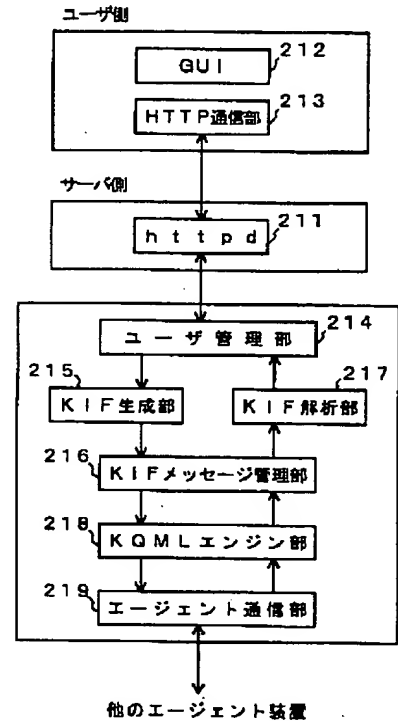 ユーザ側
GUI 212
HTTP通信部 213
サーバ側
httpd 211
ユーザ管理部 214
215 KIF生成部
KIF解析部 217
216 KIFメッセージ管理部
218 KQMLエンジン部
219 エージェント通信部
他のエージェント装置